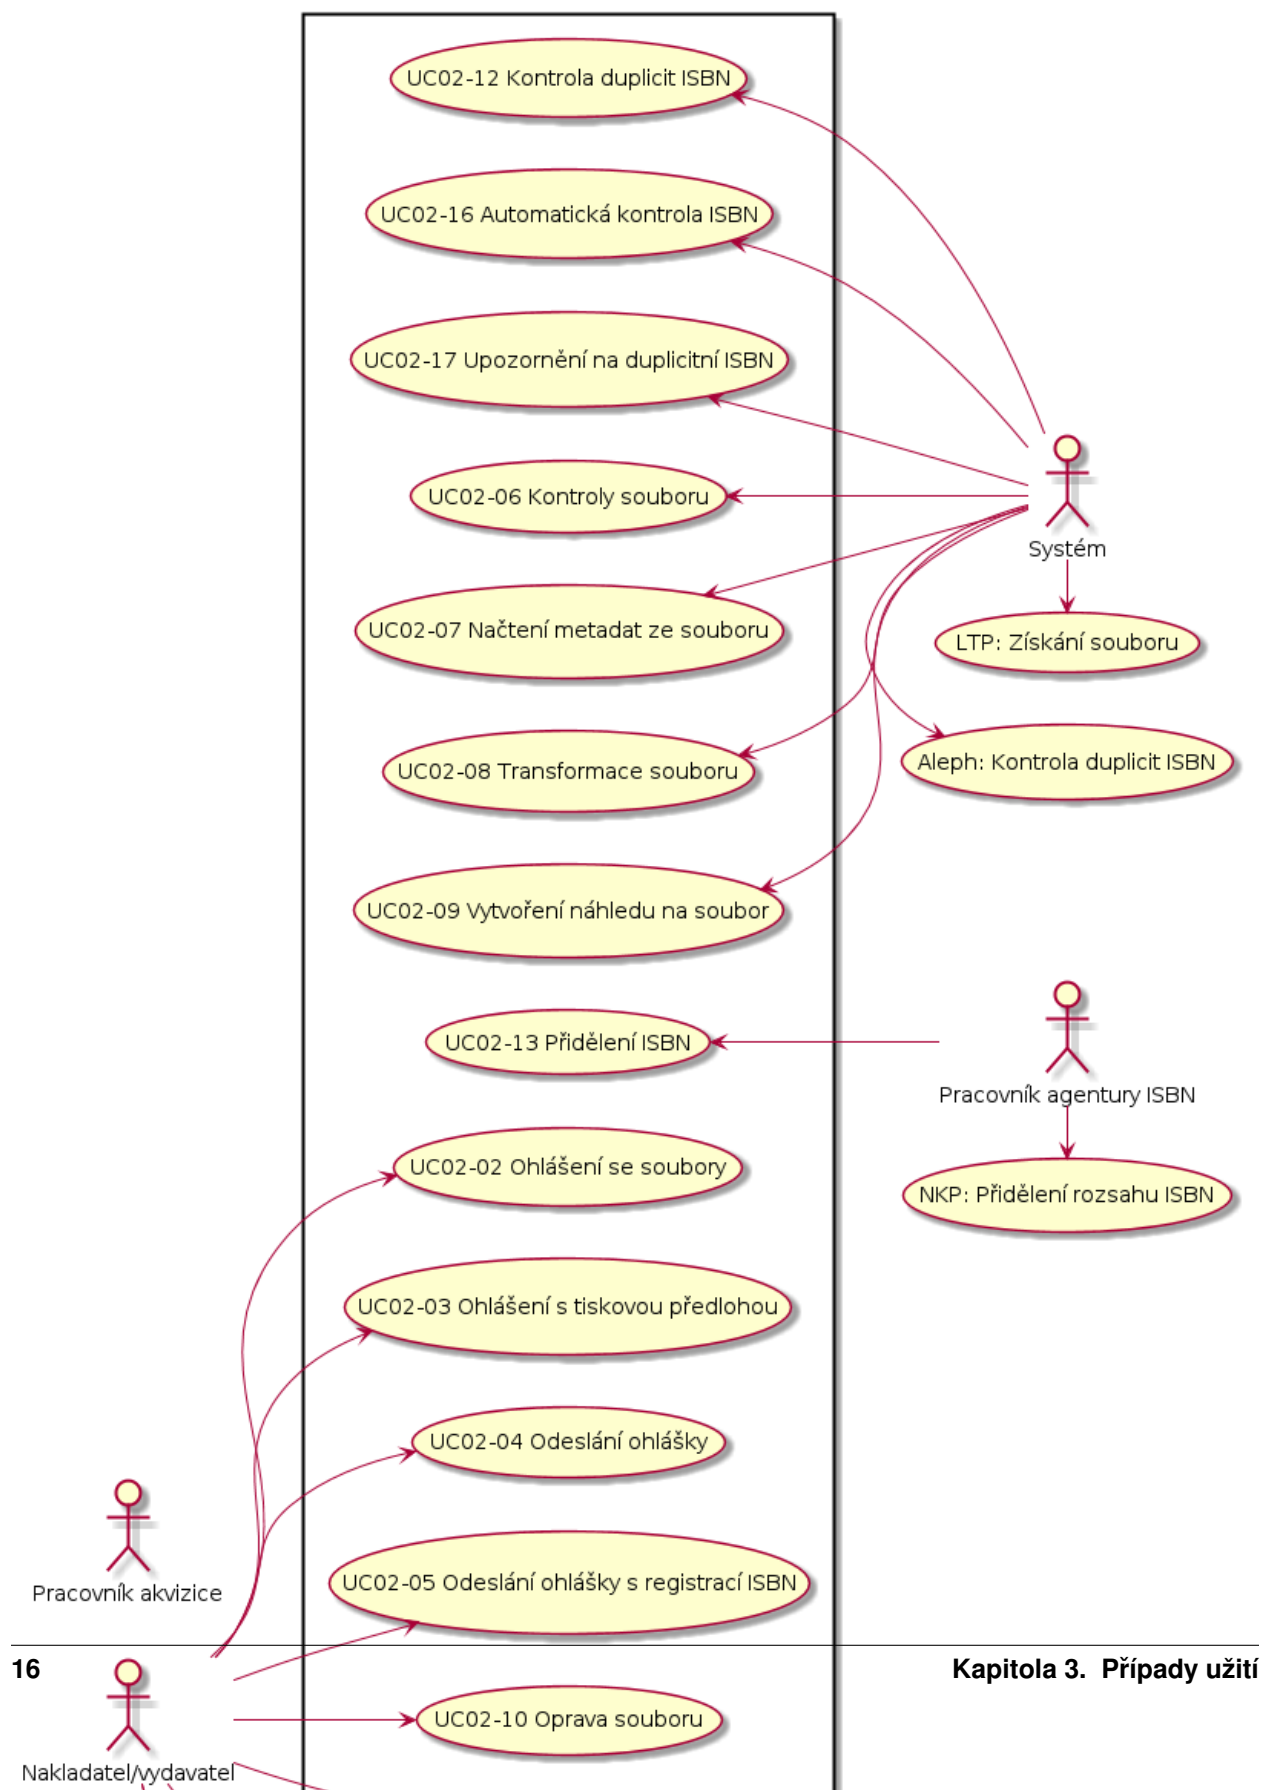 UC02-12 Kontrola duplicit ISBN
UC02-16 Automatická kontrola ISBN
UC02-17 Upozornění na duplicitní ISBN
UC02-06 Kontroly souboru
Systém
UC02-07 Načtení metadat ze souboru
LTP: Získání souboru
UC02-08 Transformace souboru
Aleph: Kontrola duplicit ISBN
UC02-09 Vytvoření náhledu na soubor
UC02-13 Přidělení ISBN
Pracovník agentury ISBN
UC02-02 Ohlášení se soubory
NKP: Přidělení rozsahu ISBN
UC02-03 Ohlášení s tiskovou předlohou
UC02-04 Odeslání ohlášky
UC02-05 Odeslání ohlášky s registrací ISBN
Pracovník akvizice
16
Kapitola 3. Případy užití
UC02-10 Oprava souboru
Nakladatel/vydavatel